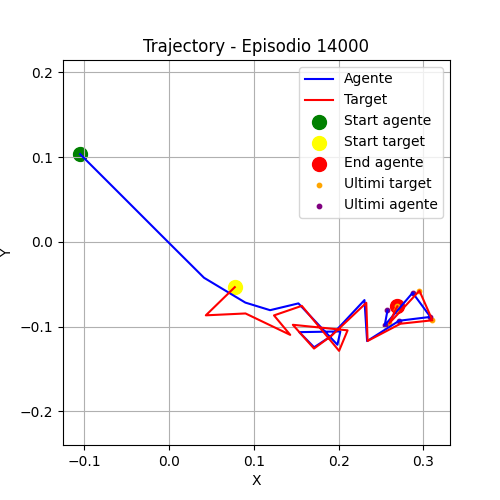 Trajectory - Episodio 14000
Agente
Target
Start agente
Start target
End agente
Ultimi target
Ultimi agente
Y
0.2
0.1
0.0
−0.1
−0.2
−0.1
0.0
0.1
0.2
0.3
X